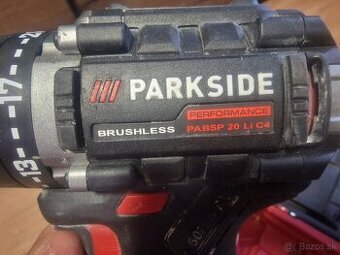 PARKSIDE
PERFORMANCE
BRUSHLESS PABSP 20 Li C4
17
13
bazos.sk